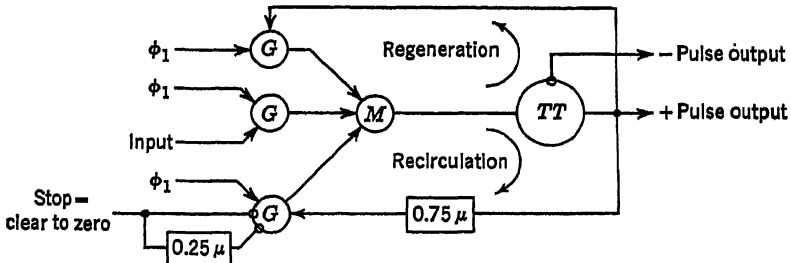 ϕ₁
G
Regeneration
− Pulse output
ϕ₁
G
M
TT
+ Pulse output
Input
Recirculation
ϕ₁
Stop =
clear to zero
G
0.75 μ
0.25 μ